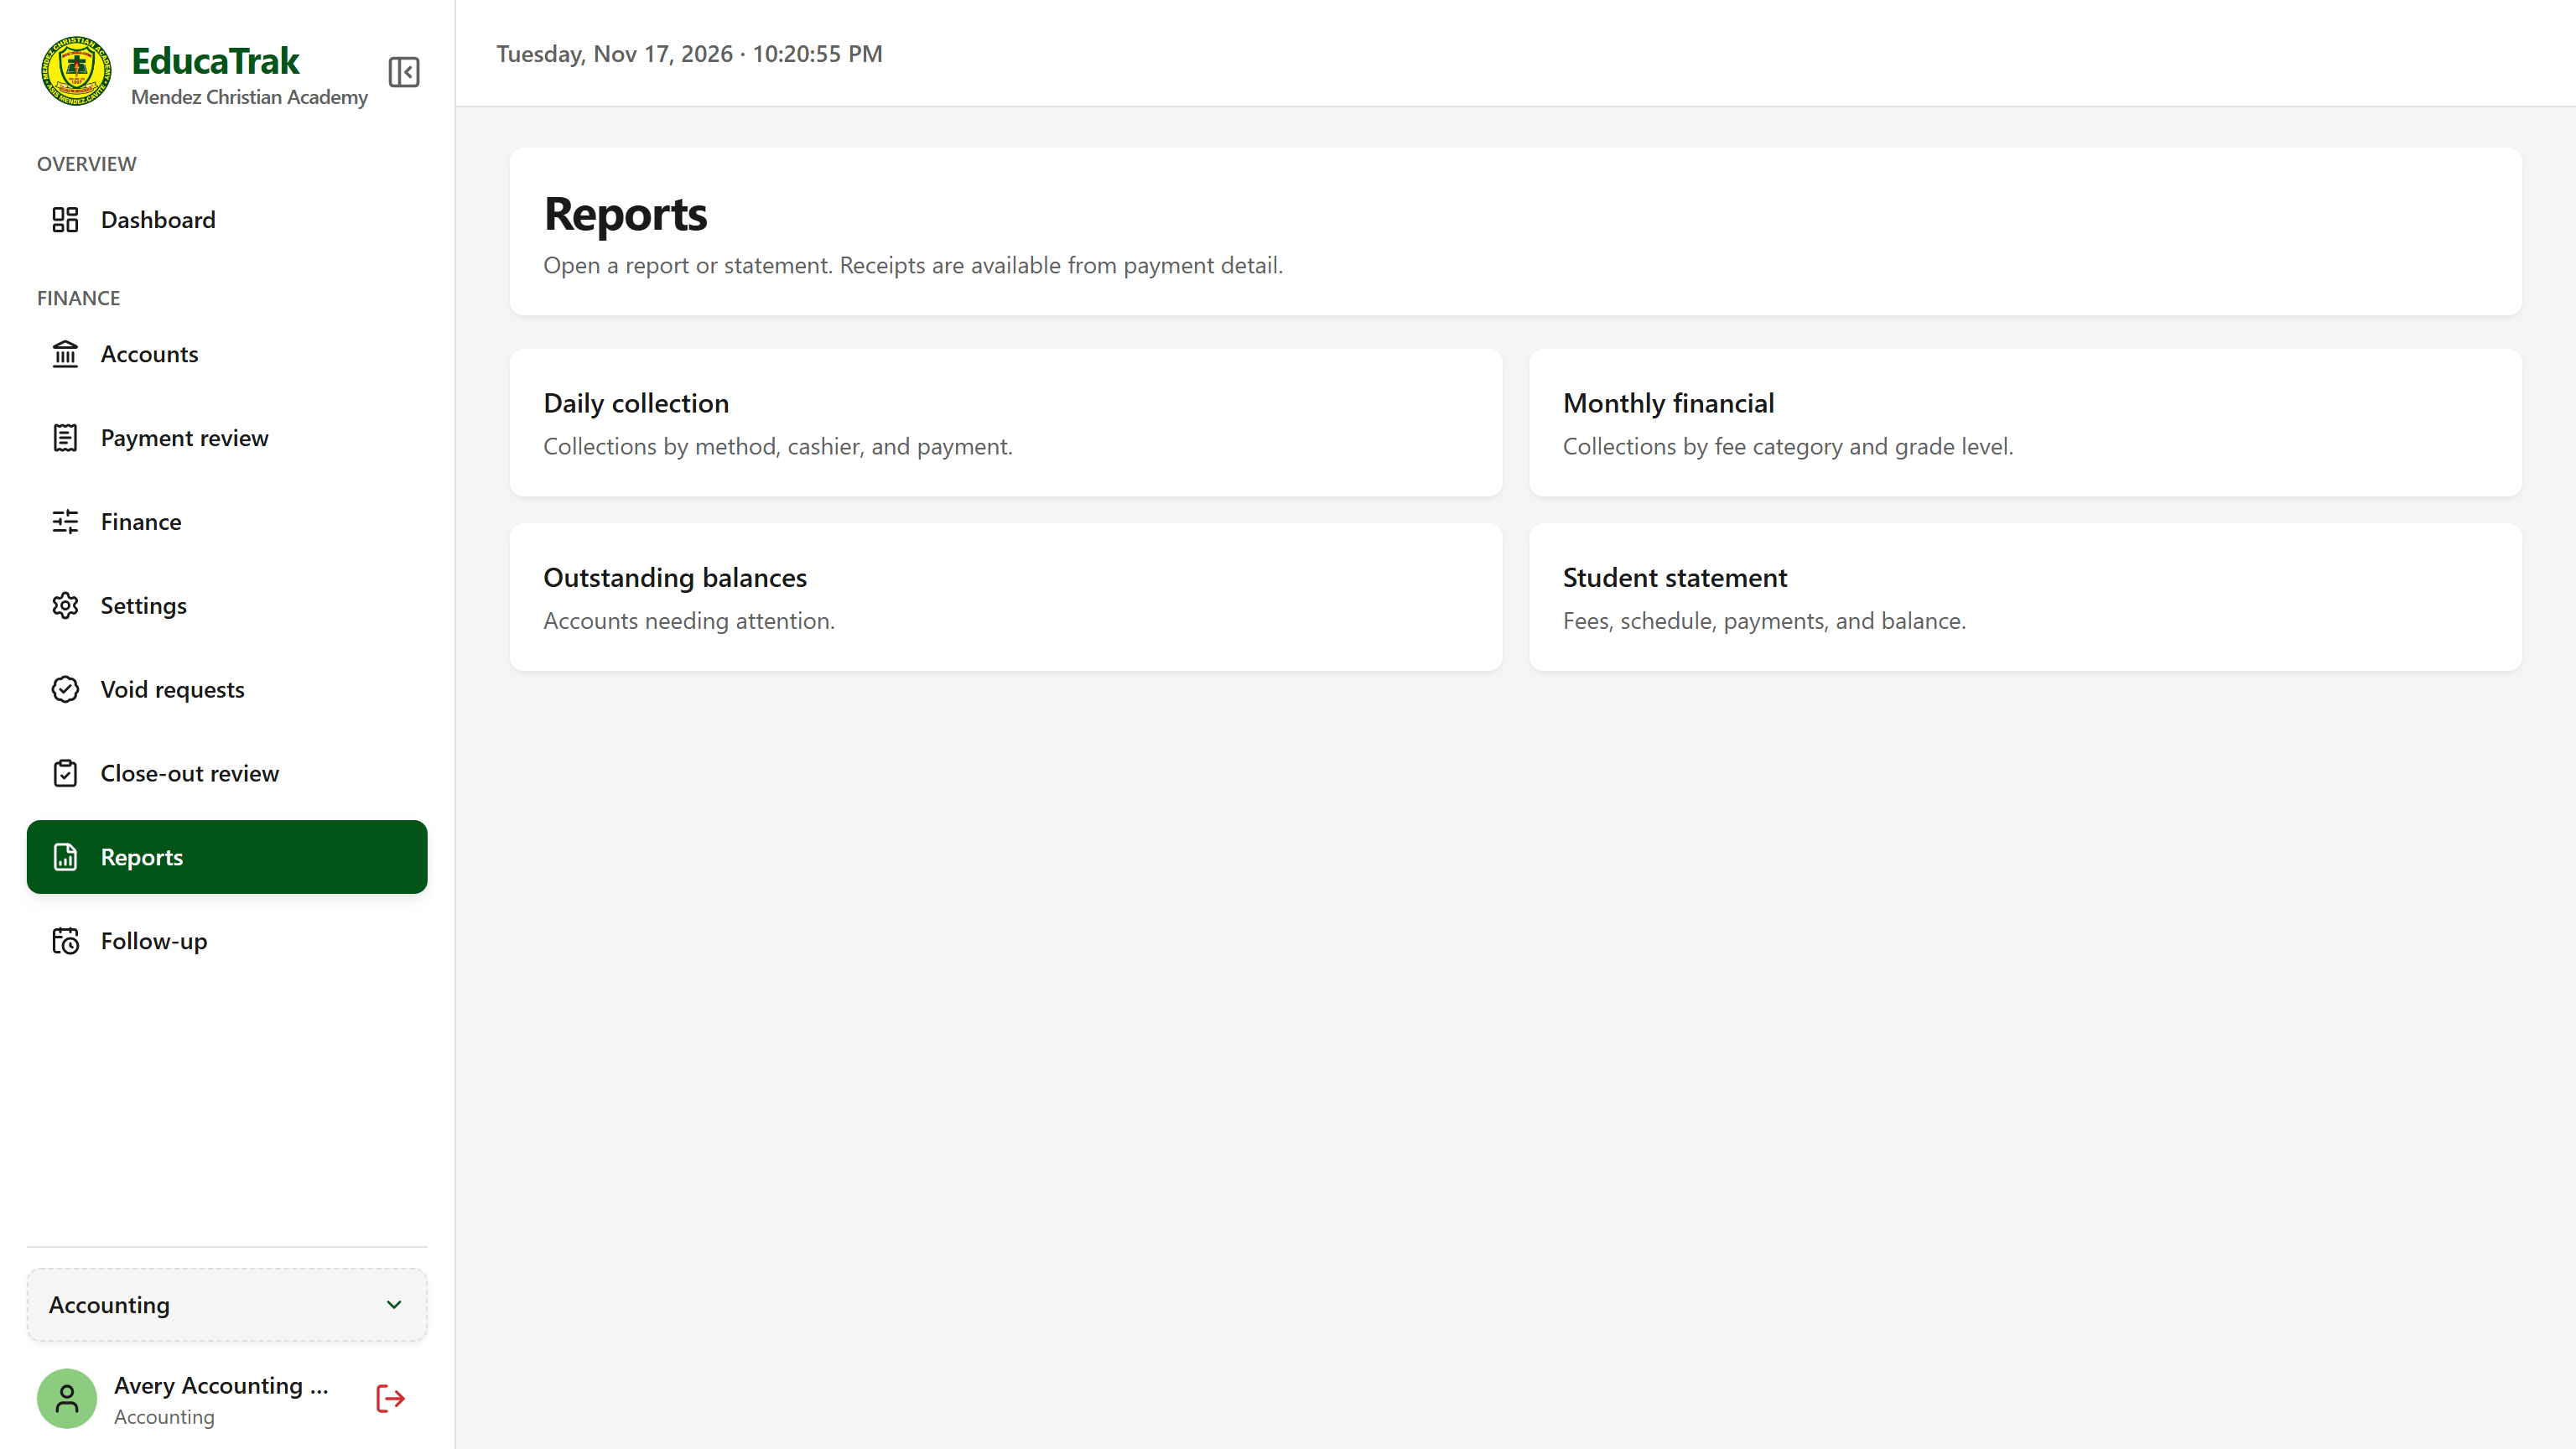 EducaTrak
Mendez Christian Academy
OVERVIEW
Dashboard
FINANCE
Accounts
Payment review
Finance
Settings
Void requests
Close-out review
Reports
Follow-up
Accounting
Avery Accounting ...
Accounting
Tuesday, Nov 17, 2026 · 10:20:55 PM
Reports
Open a report or statement. Receipts are available from payment detail.
Daily collection
Collections by method, cashier, and payment.
Monthly financial
Collections by fee category and grade level.
Outstanding balances
Accounts needing attention.
Student statement
Fees, schedule, payments, and balance.